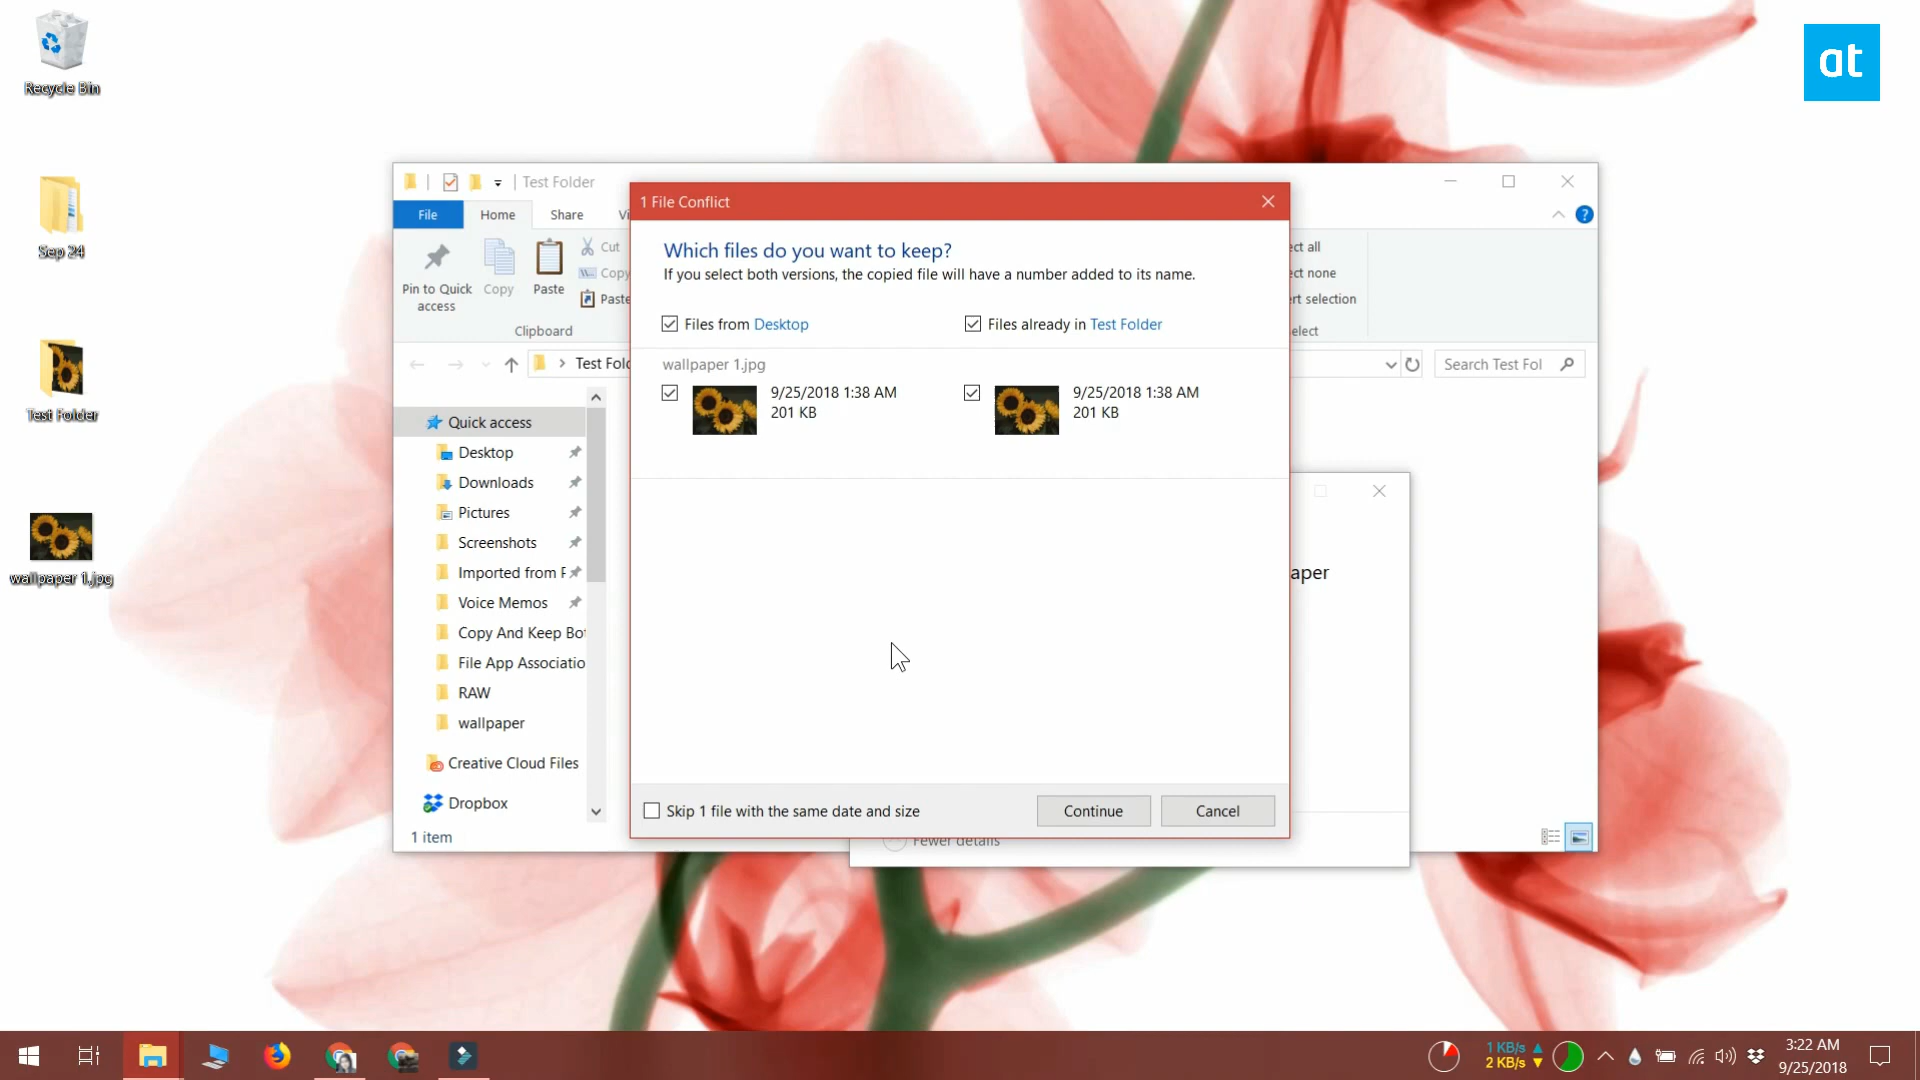 Recycle Bin
Sep 24
Test Folder
wallpaper 1.jpg
at
Test Folder
File
Home
Share
Pin to Quick
access
Copy
Paste
Cut
Copy
Paste
Clipboard
ect all
ect none
ert selection
elect
Test Fold
Search Test Fol
Quick access
Desktop
Downloads
Pictures
Screenshots
Imported from F
Voice Memos
Copy And Keep Bot
File App Associatio
RAW
wallpaper
Creative Cloud Files
Dropbox
1 item
1 File Conflict
Which files do you want to keep?
If you select both versions, the copied file will have a number added to its name.
Files from Desktop
Files already in Test Folder
wallpaper 1.jpg
9/25/2018 1:38 AM
201 KB
9/25/2018 1:38 AM
201 KB
Skip 1 file with the same date and size
Continue
Cancel
aper
Fewer details
1 KB/s
2 KB/s
3:22 AM
9/25/2018